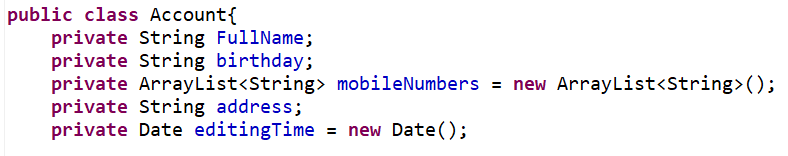 public class Account{
    private String FullName;
    private String birthday;
    private ArrayList<String> mobileNumbers = new ArrayList<String>();
    private String address;
    private Date editingTime = new Date();